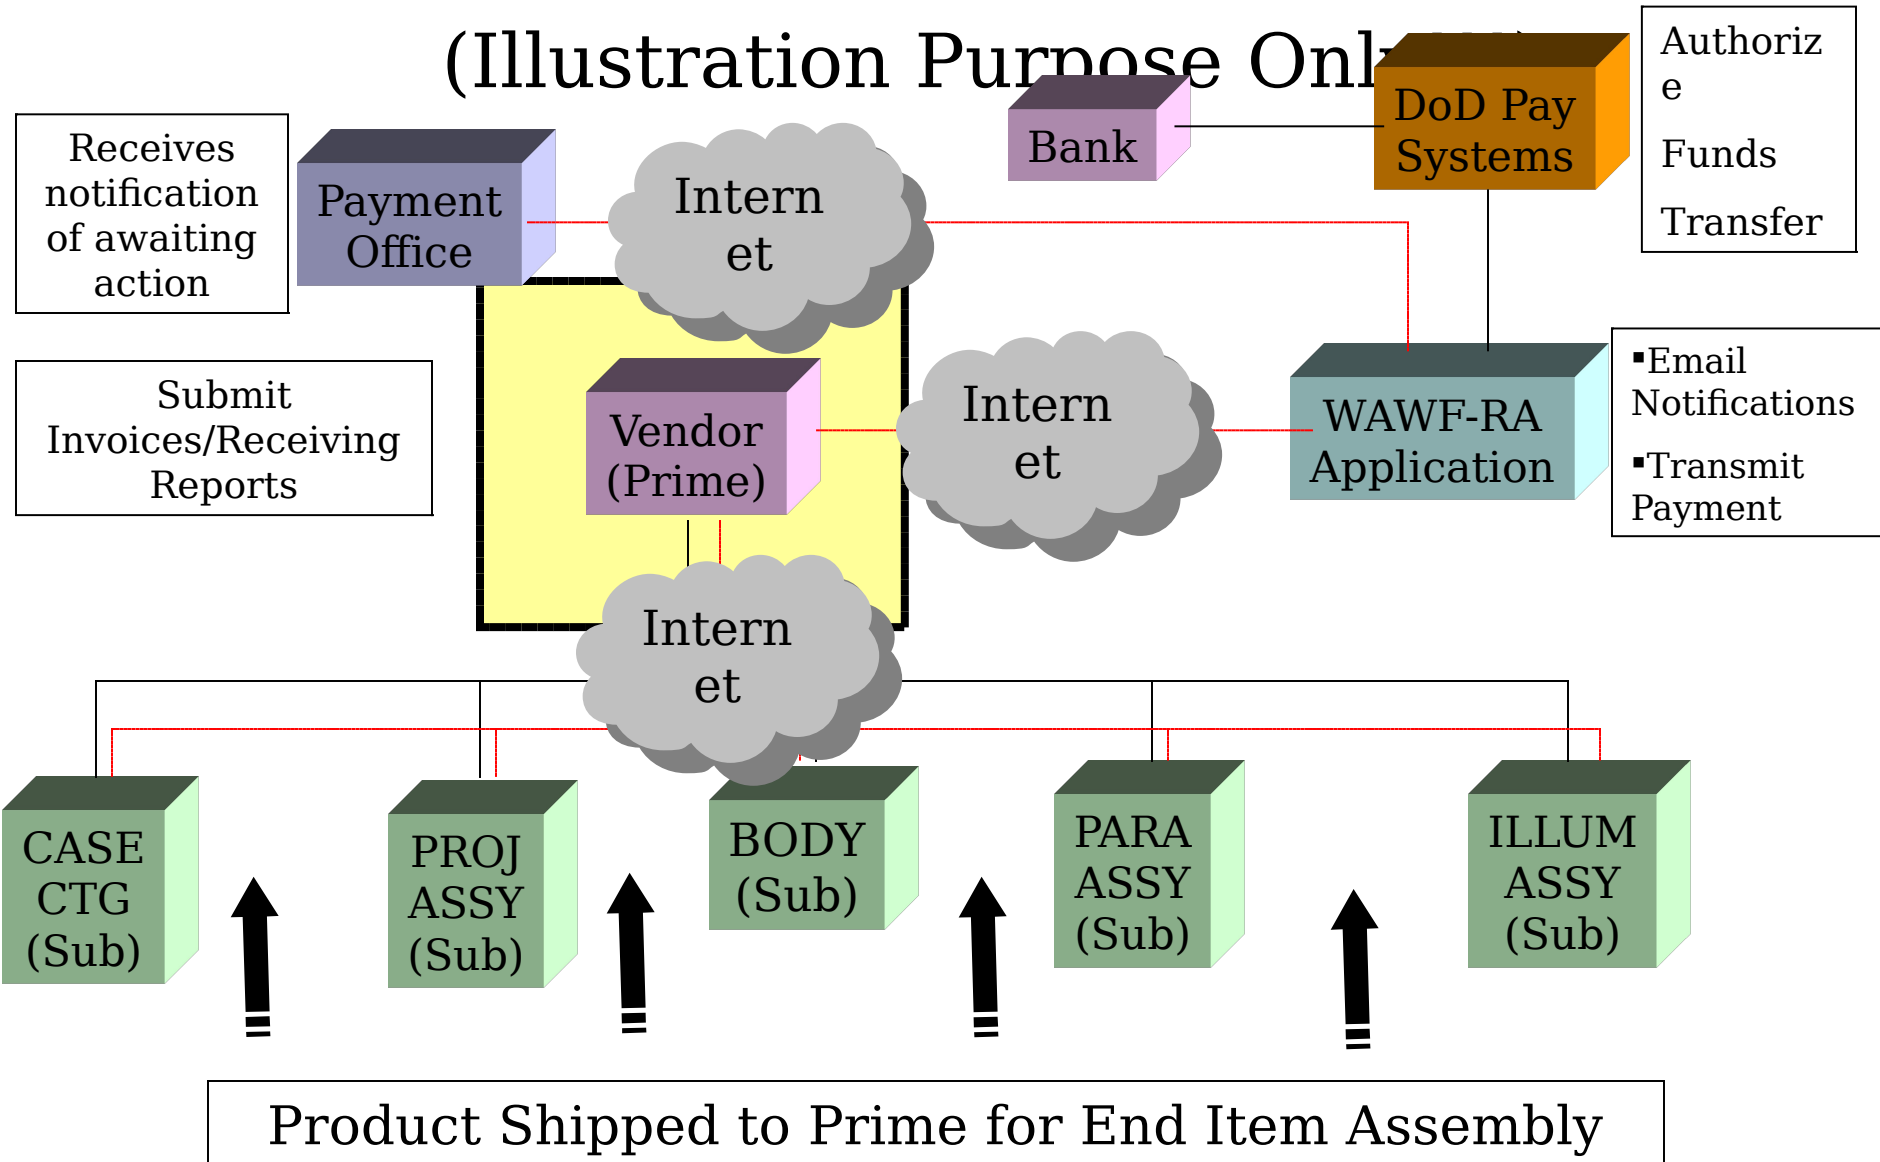 (Illustration Purpose Only
Authoriz
e
Funds
Transfer
DoD Pay
Systems
Bank
Receives
notification
of awaiting
action
Payment
Office
Intern
et
Submit
Invoices/Receiving
Reports
Vendor
(Prime)
Intern
et
WAWF-RA
Application
▪Email
Notifications
▪Transmit
Payment
Intern
et
CASE
CTG
(Sub)
PROJ
ASSY
(Sub)
BODY
(Sub)
PARA
ASSY
(Sub)
ILLUM
ASSY
(Sub)
Product Shipped to Prime for End Item Assembly